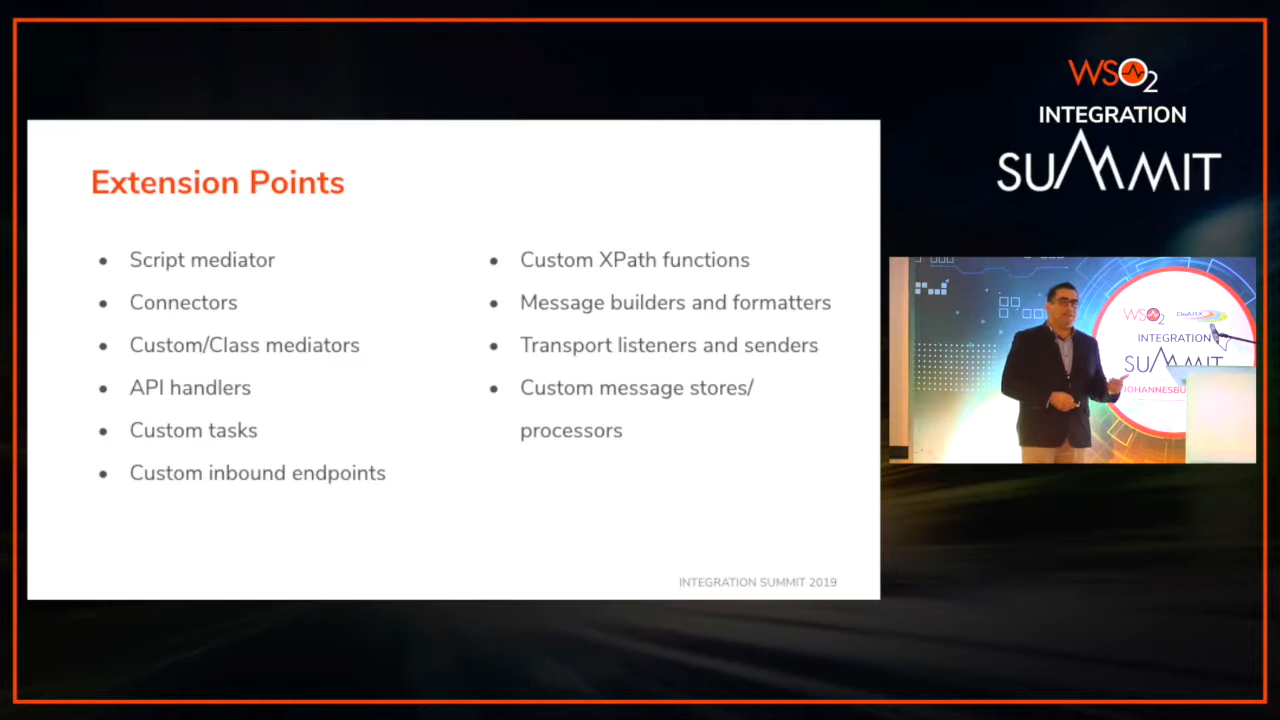 WSO2
INTEGRATION
SUMMIT
Extension Points
• Script mediator
• Connectors
• Custom/Class mediators
• API handlers
• Custom tasks
• Custom inbound endpoints
• Custom XPath functions
• Message builders and formatters
• Transport listeners and senders
• Custom message stores/
processors
INTEGRATION SUMMIT 2019
WSO2
INTEGRATION
SUMMIT